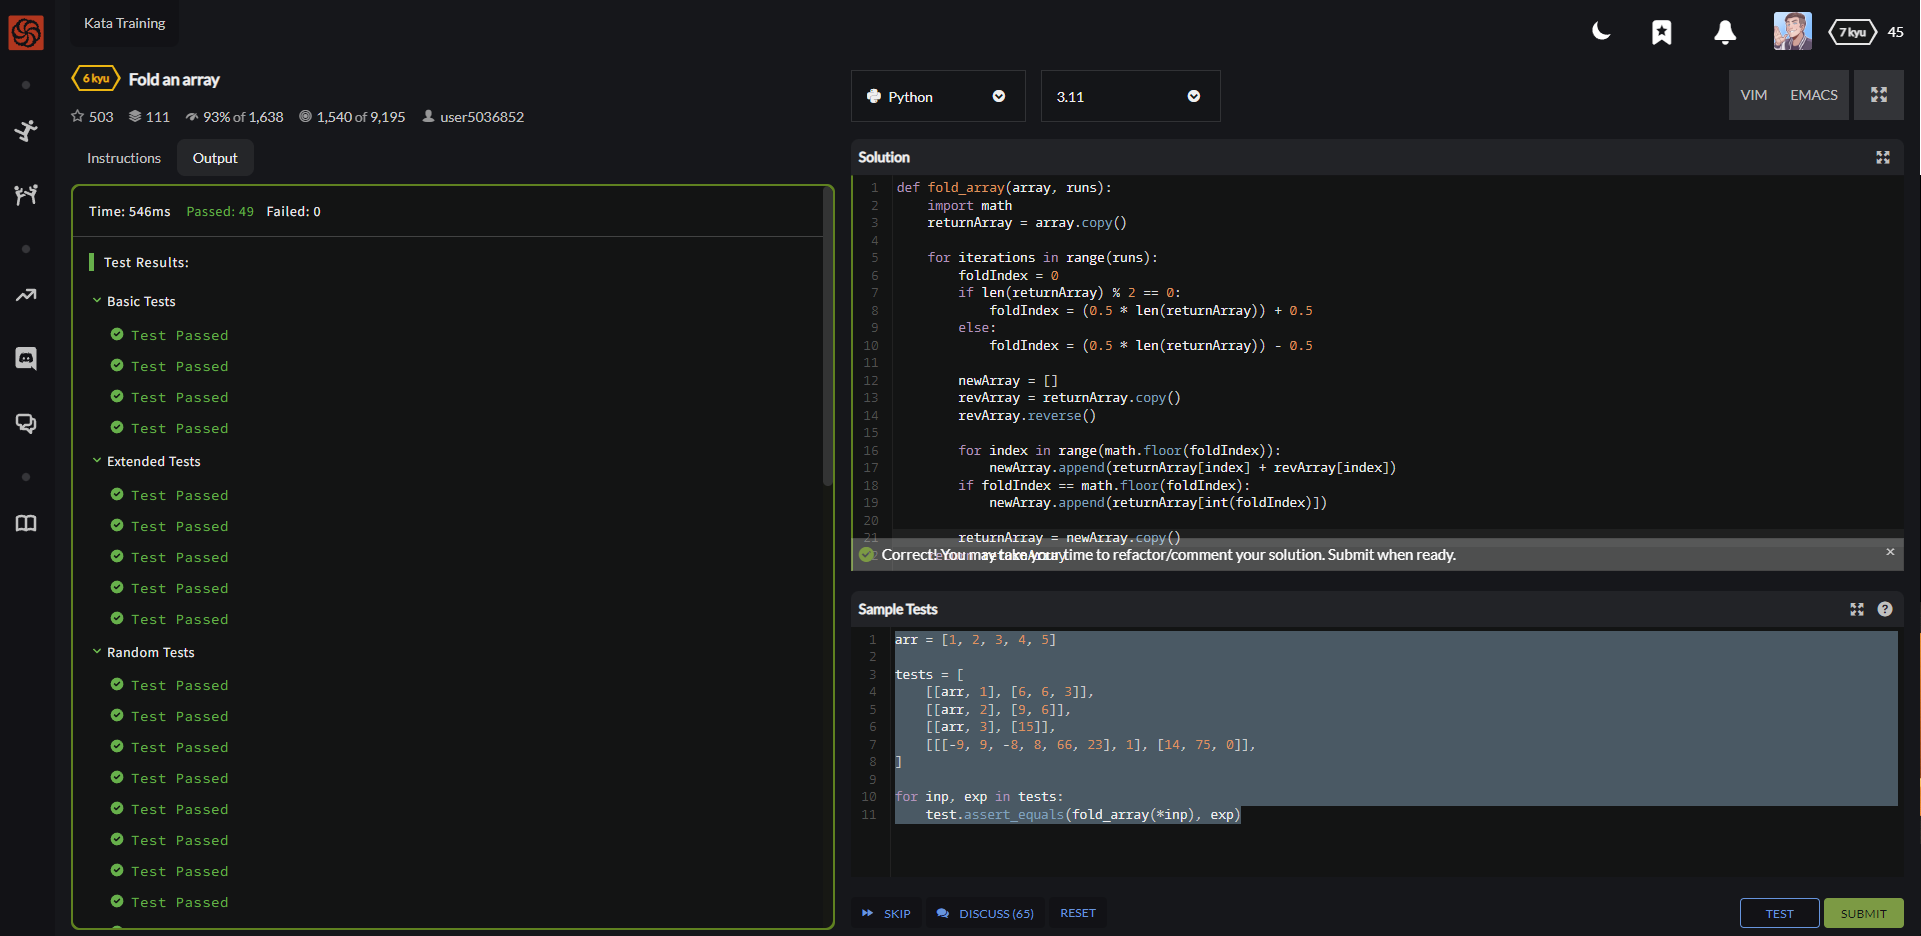 Kata Training
7 kyu 45
6 kyu Fold an array
503 111 93% of 1,638 1,540 of 9,195 user5036852
Instructions Output
Time: 546ms Passed: 49 Failed: 0
Test Results:
Basic Tests
Test Passed
Test Passed
Test Passed
Test Passed
Extended Tests
Test Passed
Test Passed
Test Passed
Test Passed
Test Passed
Random Tests
Test Passed
Test Passed
Test Passed
Test Passed
Test Passed
Test Passed
Test Passed
Test Passed
Python 3.11 VIM EMACS
Solution
1 def fold_array(array, runs):
2 import math
3 returnArray = array.copy()
4
5 for iterations in range(runs):
6 foldIndex = 0
7 if len(returnArray) % 2 == 0:
8 foldIndex = (0.5 * len(returnArray)) + 0.5
9 else:
10 foldIndex = (0.5 * len(returnArray)) - 0.5
11
12 newArray = []
13 revArray = returnArray.copy()
14 revArray.reverse()
15
16 for index in range(math.floor(foldIndex)):
17 newArray.append(returnArray[index] + revArray[index])
18 if foldIndex == math.floor(foldIndex):
19 newArray.append(returnArray[int(foldIndex)])
20
21 returnArray = newArray.copy()
Correct! You may take your time to refactor/comment your solution. Submit when ready. ×
Sample Tests
1 arr = [1, 2, 3, 4, 5]
2
3 tests = [
4 [[arr, 1], [6, 6, 3]],
5 [[arr, 2], [9, 6]],
6 [[arr, 3], [15]],
7 [[[-9, 9, -8, 8, 66, 23], 1], [14, 75, 0]],
8 ]
9
10 for inp, exp in tests:
11 test.assert_equals(fold_array(*inp), exp)
SKIP DISCUSS (65) RESET TEST SUBMIT